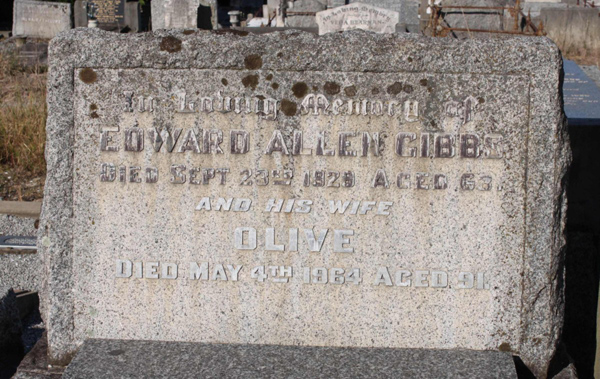 In Loving Memory of
EDWARD ALLEN GIBBS
DIED SEPT 23RD 1929 AGED 63.
AND HIS WIFE
OLIVE
DIED MAY 4TH 1964 AGED 91